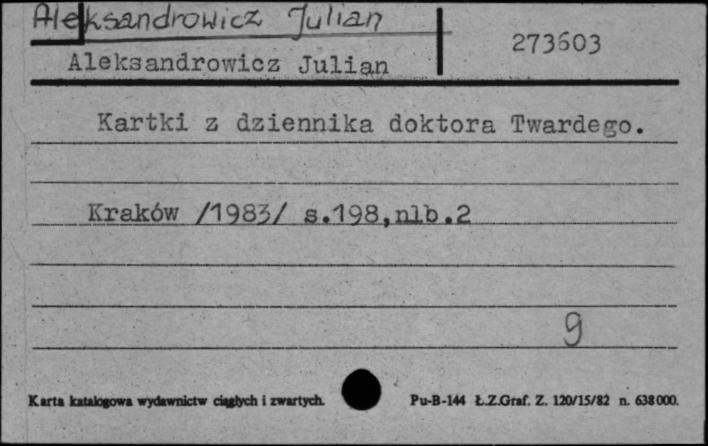 Aleksandrowicz Julian
273603
Aleksandrowicz Julian
Kartki z dziennika doktora Twardego.
Kraków /1983/ s.198,nlb.2
9
Karta katalogowa wydawnictw ciągłych i zwartych.
Pu-B-144 Ł.Z.Graf. Z. 120/15/82 n. 638000.